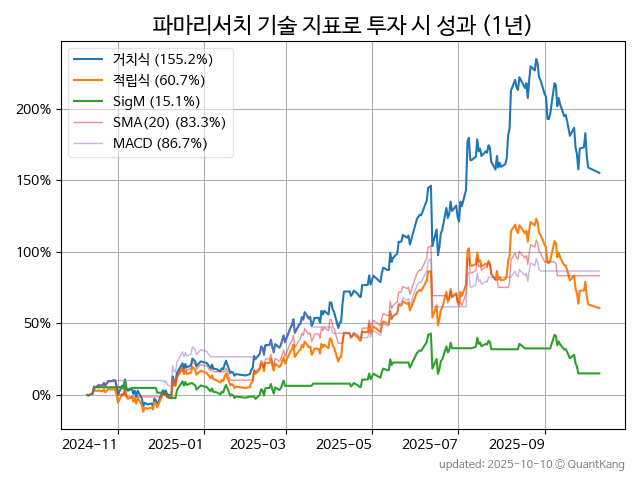 파마리서치 기술 지표로 투자 시 성과 (1년)
거치식 (155.2%)
적립식 (60.7%)
SigM (15.1%)
SMA(20) (83.3%)
MACD (86.7%)
200%
150%
100%
50%
0%
2024-11 2025-01 2025-03 2025-05 2025-07 2025-09
updated: 2025-10-10 © QuantKang